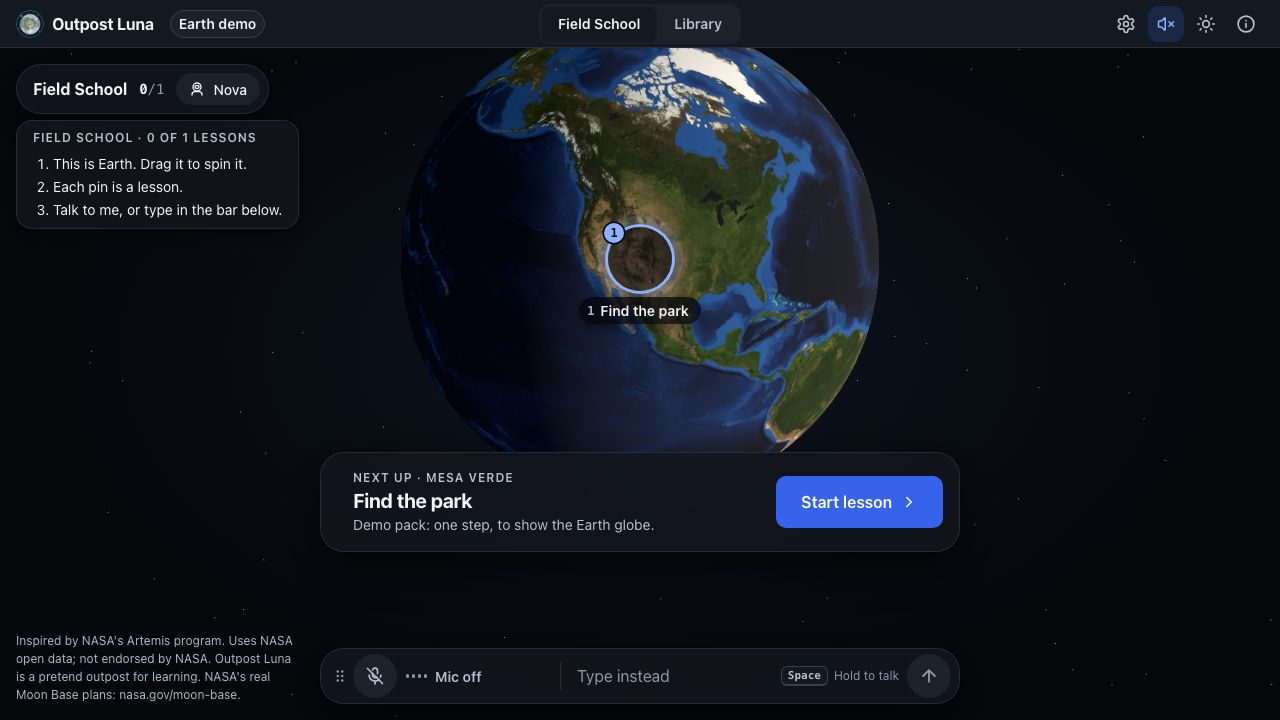 Outpost Luna
Earth demo
Field School
Library
Field School 0/1
Nova
FIELD SCHOOL · 0 OF 1 LESSONS
1. This is Earth. Drag it to spin it.
2. Each pin is a lesson.
3. Talk to me, or type in the bar below.
1
1 Find the park
NEXT UP · MESA VERDE
Find the park
Demo pack: one step, to show the Earth globe.
Start lesson
Inspired by NASA's Artemis program. Uses NASA
open data; not endorsed by NASA. Outpost Luna
is a pretend outpost for learning. NASA's real
Moon Base plans: nasa.gov/moon-base.
Mic off
Type instead
Space Hold to talk